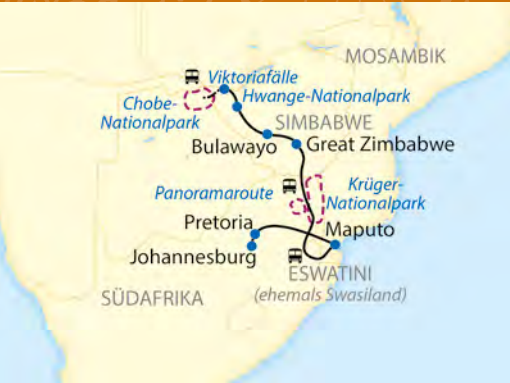 MOSAMBIK
Viktoriafälle
Hwange-Nationalpark
Chobe-
Nationalpark
SIMBABWE
Bulawayo
Great Zimbabwe
Panoramaroute
Krüger-
Nationalpark
Pretoria
Maputo
Johannesburg
ESWATINI
(ehemals Swasiland)
SÜDAFRIKA